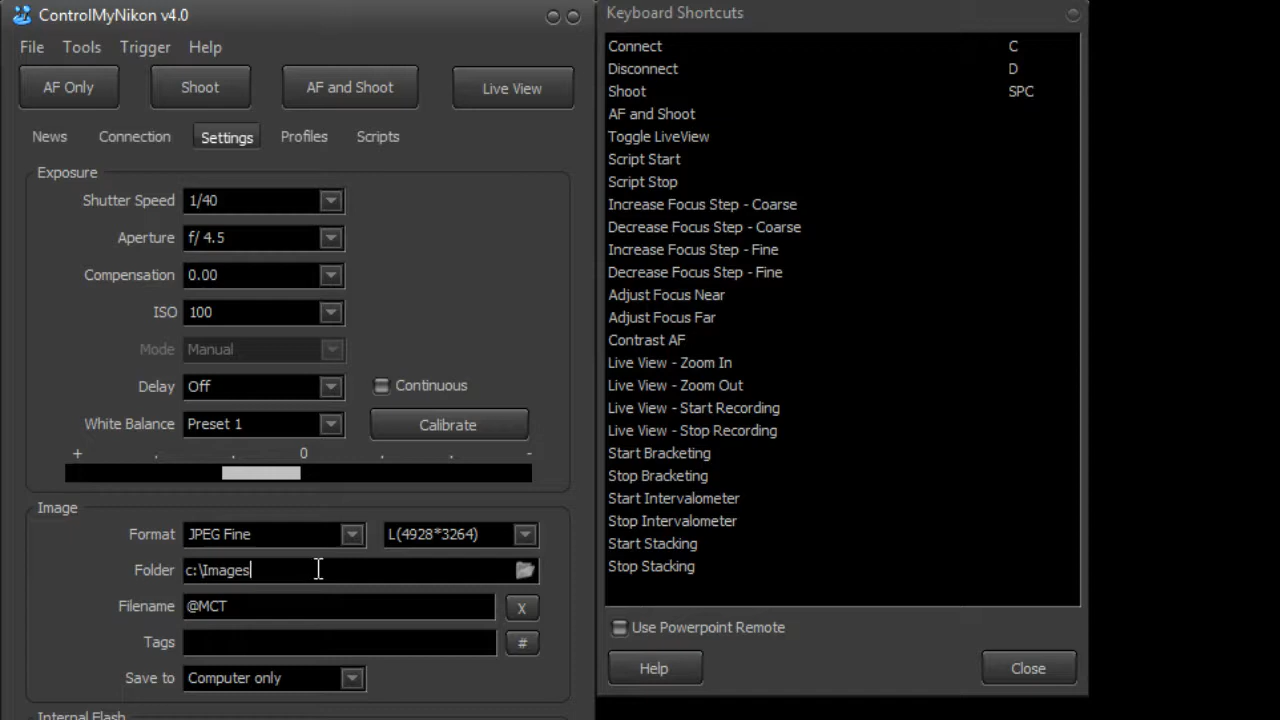 ControlMyNikon v4.0
File Tools Trigger Help
AF Only Shoot AF and Shoot Live View
News Connection Settings Profiles Scripts
Exposure
Shutter Speed 1/40
Aperture f/ 4.5
Compensation 0.00
ISO 100
Mode Manual
Delay Off Continuous
White Balance Preset 1 Calibrate
+ . . 0 . . -
Image
Format JPEG Fine L(4928*3264)
Folder c:\Images
Filename @MCT X
Tags #
Save to Computer only
Internal Flash
Keyboard Shortcuts
Connect C
Disconnect D
Shoot SPC
AF and Shoot
Toggle LiveView
Script Start
Script Stop
Increase Focus Step - Coarse
Decrease Focus Step - Coarse
Increase Focus Step - Fine
Decrease Focus Step - Fine
Adjust Focus Near
Adjust Focus Far
Contrast AF
Live View - Zoom In
Live View - Zoom Out
Live View - Start Recording
Live View - Stop Recording
Start Bracketing
Stop Bracketing
Start Intervalometer
Stop Intervalometer
Start Stacking
Stop Stacking
Use Powerpoint Remote
Help Close